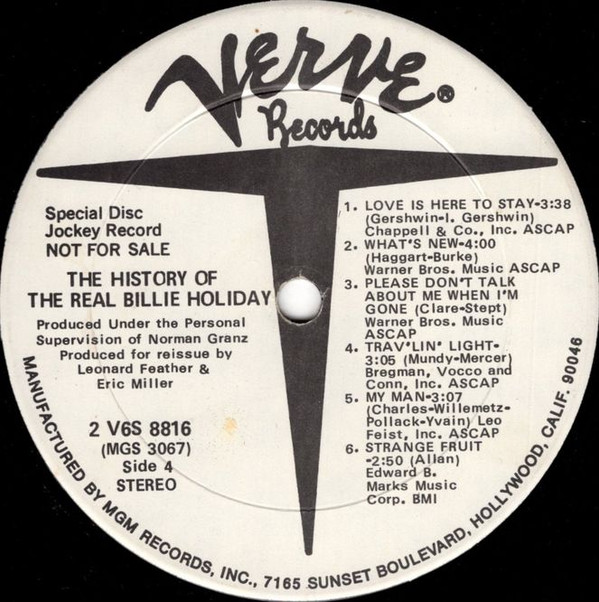 Verve®
Records
Special Disc
Jockey Record
NOT FOR SALE
THE HISTORY OF
THE REAL BILLIE HOLIDAY
Produced Under the Personal
Supervision of Norman Granz
Produced for reissue by
Leonard Feather &
Eric Miller
2 V6S 8816
(MGS 3067)
Side 4
STEREO
1. LOVE IS HERE TO STAY-3:38
(Gershwin-I. Gershwin)
Chappell & Co., Inc. ASCAP
2. WHAT'S NEW-4:00
(Haggart-Burke)
Warner Bros. Music ASCAP
3. PLEASE DON'T TALK
ABOUT ME WHEN I'M
GONE (Clare-Stept)
Warner Bros. Music
ASCAP
4. TRAV'LIN' LIGHT-
3:05 (Mundy-Mercer)
Bregman, Vocco and
Conn, Inc. ASCAP
5. MY MAN-3:07
(Charles-Willemetz-
Pollack-Yvain) Leo
Feist, Inc. ASCAP
6. STRANGE FRUIT
-2:50 (Allan)
Edward B.
Marks Music
Corp. BMI
MANUFACTURED BY MGM RECORDS, INC., 7165 SUNSET BOULEVARD, HOLLYWOOD, CALIF. 90046